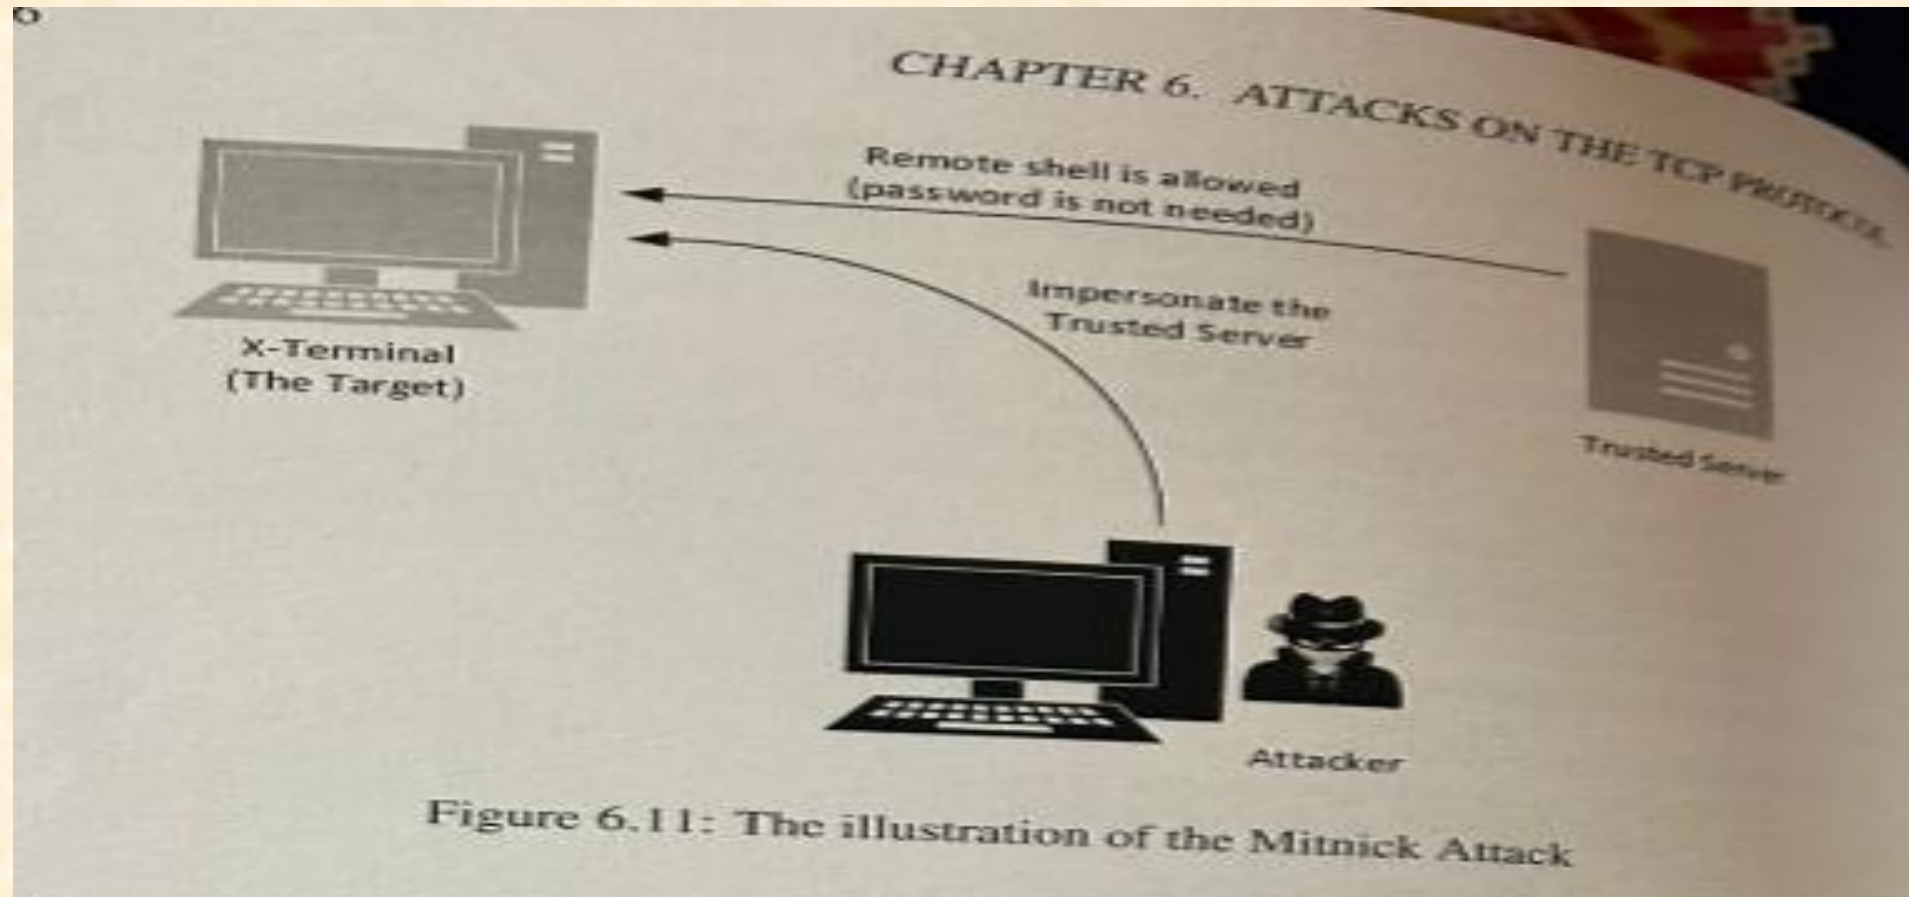 CHAPTER 6. ATTACKS ON THE TCP PROTOCOL
Remote shell is allowed
(password is not needed)
Impersonate the
Trusted Server
X-Terminal
(The Target)
Trusted Server
Attacker
Figure 6.11: The illustration of the Mitnick Attack